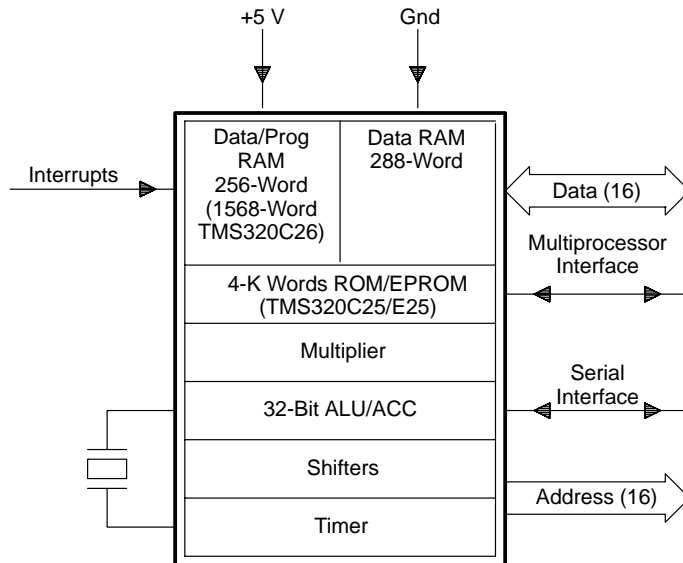 +5 V
Gnd
Interrupts
Data/Prog
RAM
256-Word
(1568-Word
TMS320C26)
Data RAM
288-Word
Data (16)
Multiprocessor
Interface
4-K Words ROM/EPROM
(TMS320C25/E25)
Multiplier
32-Bit ALU/ACC
Serial
Interface
Shifters
Address (16)
Timer